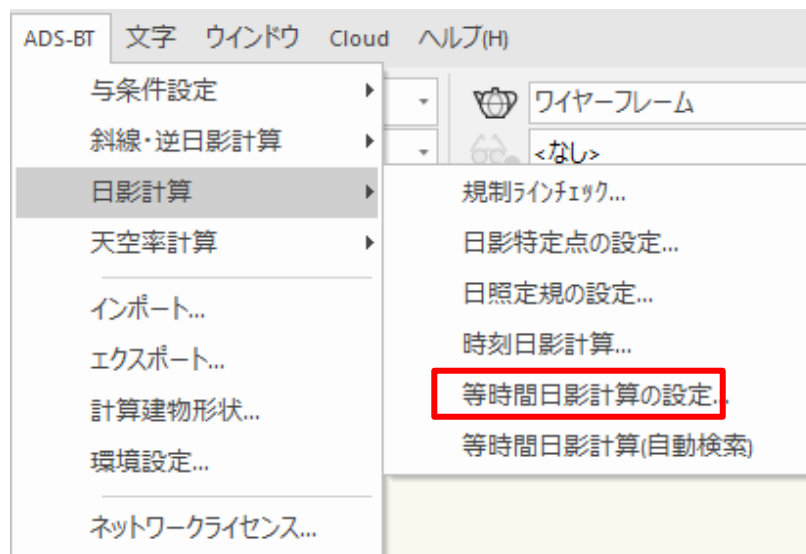 ADS-BT 文字 ウインドウ Cloud ヘルプ(H)
与条件設定
ワイヤーフレーム
斜線・逆日影計算
<なし>
日影計算
規制ﾗｲﾝﾁｪｯｸ...
天空率計算
日影特定点の設定...
日照定規の設定...
インポート...
時刻日影計算...
エクスポート...
等時間日影計算の設定...
計算建物形状...
等時間日影計算(自動検索)
環境設定...
ネットワークライセンス...